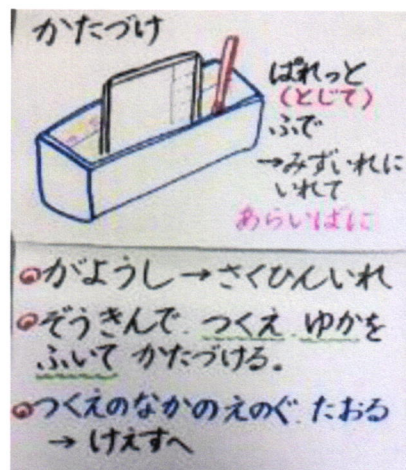 かたづけ
ぱれっと
(とじて)
ふで
→みずいれに
いれて
あらいばに
がようし→さくひんいれ
ぞうきんで.つくえ.ゆかを
ふいて かたづける。
つくえのなかのえのぐ.たおる
→けえすへ